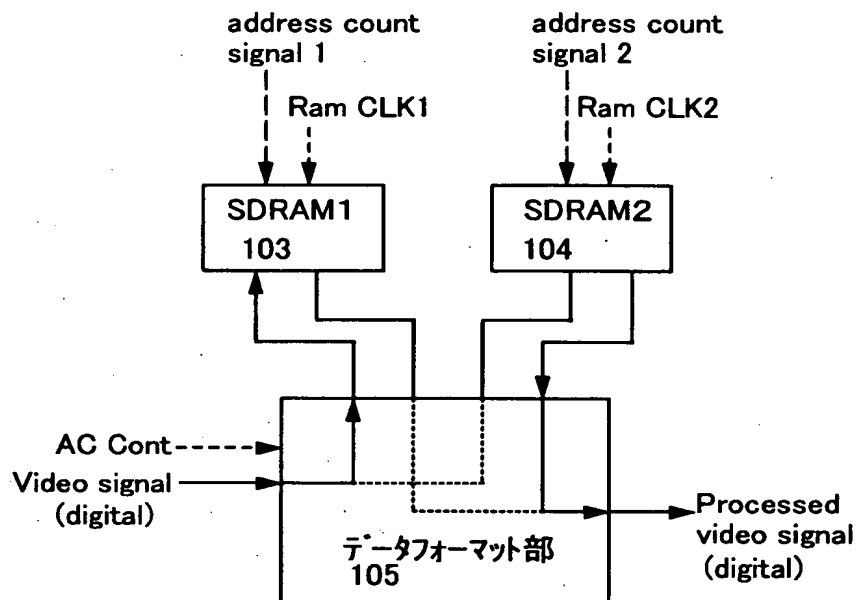 address count
signal 1
address count
signal 2
Ram CLK1
Ram CLK2
SDRAM1
103
SDRAM2
104
AC Cont
Video signal
(digital)
データフォーマット部
105
Processed
video signal
(digital)